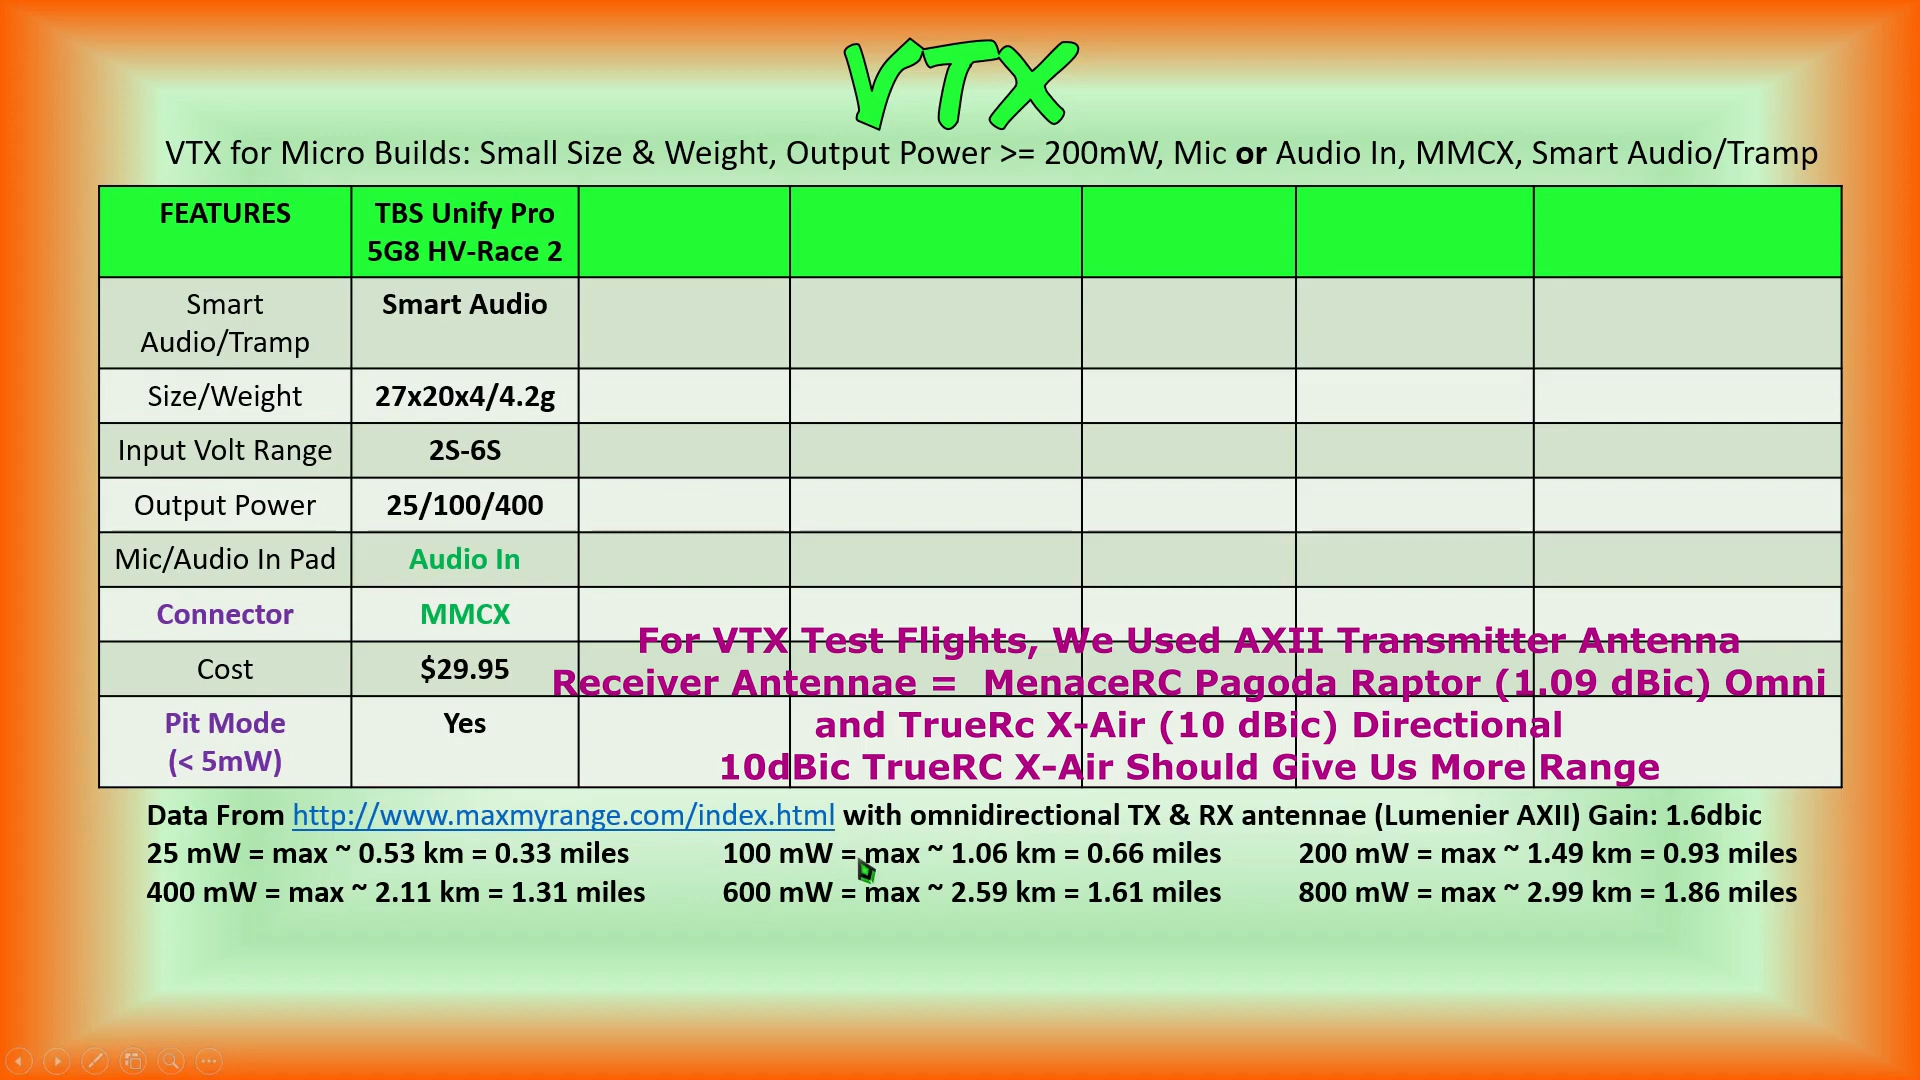 VTX
VTX for Micro Builds: Small Size & Weight, Output Power >= 200mW, Mic or Audio In, MMCX, Smart Audio/Tramp
FEATURES
TBS Unify Pro
5G8 HV-Race 2
Smart
Audio/Tramp
Smart Audio
Size/Weight
27x20x4/4.2g
Input Volt Range
2S-6S
Output Power
25/100/400
Mic/Audio In Pad
Audio In
Connector
MMCX
Cost
$29.95
Pit Mode
(< 5mW)
Yes
For VTX Test Flights, We Used AXII Transmitter Antenna
Receiver Antennae = MenaceRC Pagoda Raptor (1.09 dBic) Omni
and TrueRc X-Air (10 dBic) Directional
10dBic TrueRC X-Air Should Give Us More Range
Data From http://www.maxmyrange.com/index.html with omnidirectional TX & RX antennae (Lumenier AXII) Gain: 1.6dbic
25 mW = max ~ 0.53 km = 0.33 miles
100 mW = max ~ 1.06 km = 0.66 miles
200 mW = max ~ 1.49 km = 0.93 miles
400 mW = max ~ 2.11 km = 1.31 miles
600 mW = max ~ 2.59 km = 1.61 miles
800 mW = max ~ 2.99 km = 1.86 miles